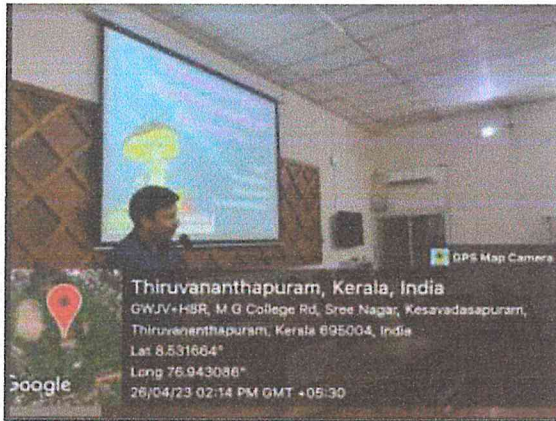 GPS Map Camera
Thiruvananthapuram, Kerala, India
GWJV+H8R, M G College Rd, Sree Nagar, Kesavadasapuram,
Thiruvananthapuram, Kerala 695004, India
Lat 8.531664°
Long 76.943086°
26/04/23 02:14 PM GMT +05:30
Google